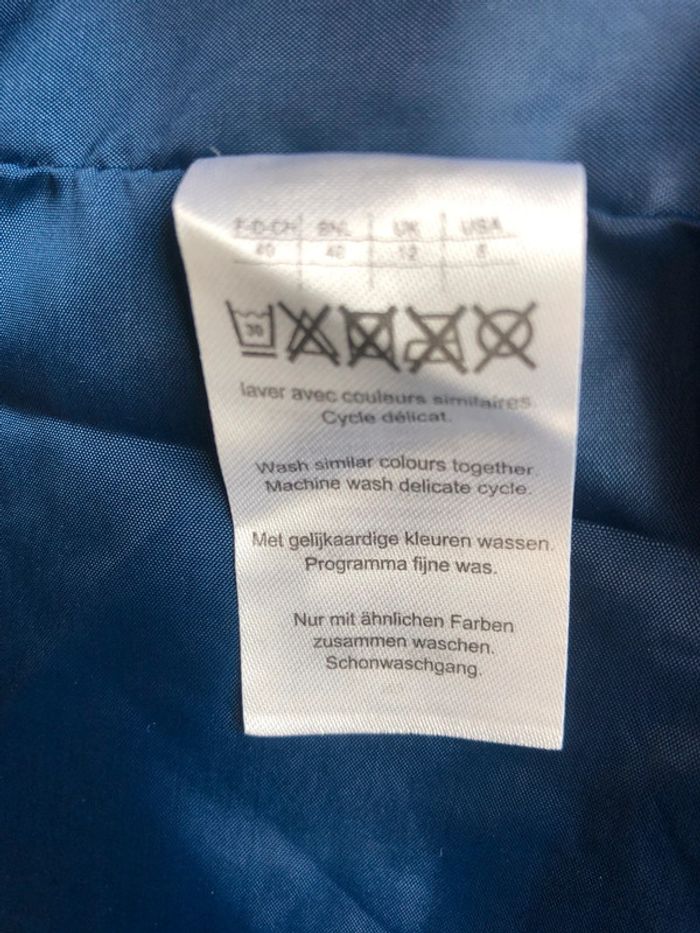 F-D-CH BNL UK USA
40 42 12 8
30
laver avec couleurs similaires
Cycle délicat.
Wash similar colours together.
Machine wash delicate cycle.
Met gelijkaardige kleuren wassen.
Programma fijne was.
Nur mit ähnlichen Farben
zusammen waschen.
Schonwaschgang.